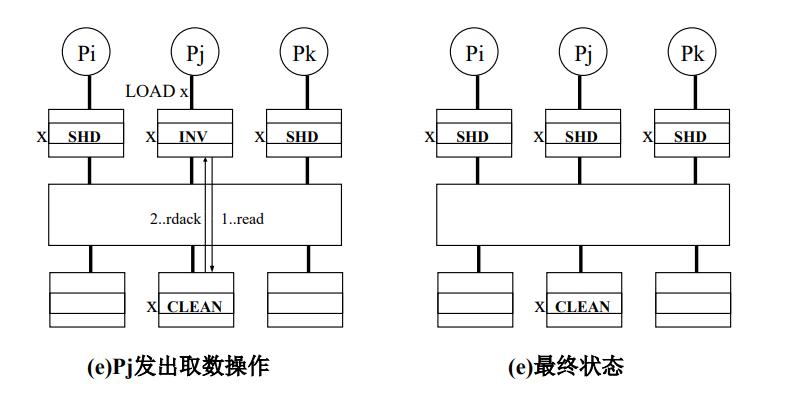 Pi Pj Pk Pi Pj Pk
LOAD x
x SHD x INV x SHD x SHD x SHD x SHD
2..rdack 1..read
x CLEAN x CLEAN
(e)Pj发出取数操作 (e)最终状态